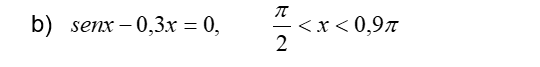 b) senx – 0,3x = 0, π/2 < x < 0,9π